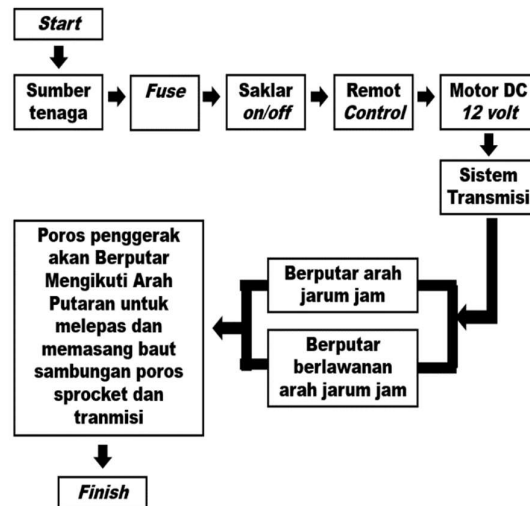 Start
Sumber
tenaga
Fuse
Saklar
on/off
Remot
Control
Motor DC
12 volt
Sistem
Transmisi
Berputar arah
jarum jam
Berputar
berlawanan
arah jarum jam
Poros penggerak
akan Berputar
Mengikuti Arah
Putaran untuk
melepas dan
memasang baut
sambungan poros
sprocket dan
tranmisi
Finish